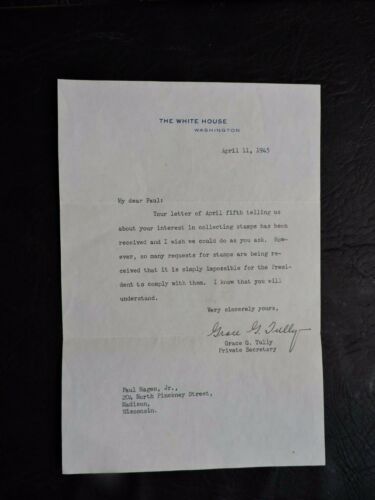 THE WHITE HOUSE
WASHINGTON
April 11, 1945
My dear Paul:
Your letter of April fifth telling us
about your interest in collecting stamps has been
received and I wish we could do as you ask. How-
ever, so many requests for stamps are being re-
ceived that it is simply impossible for the Presi-
dent to comply with them. I know that you will
understand.
Very sincerely yours,
Grace G. Tully
Grace G. Tully
Private Secretary
Paul Hagen, Jr.,
204 North Pinckney Street,
Madison,
Wisconsin.